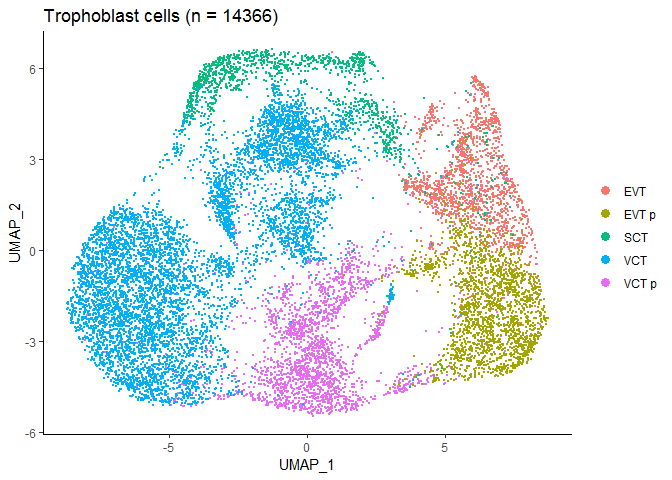 Trophoblast cells (n = 14366)
6
3
0
-3
-6
UMAP_2
-5
0
5
UMAP_1
EVT
EVT p
SCT
VCT
VCT p